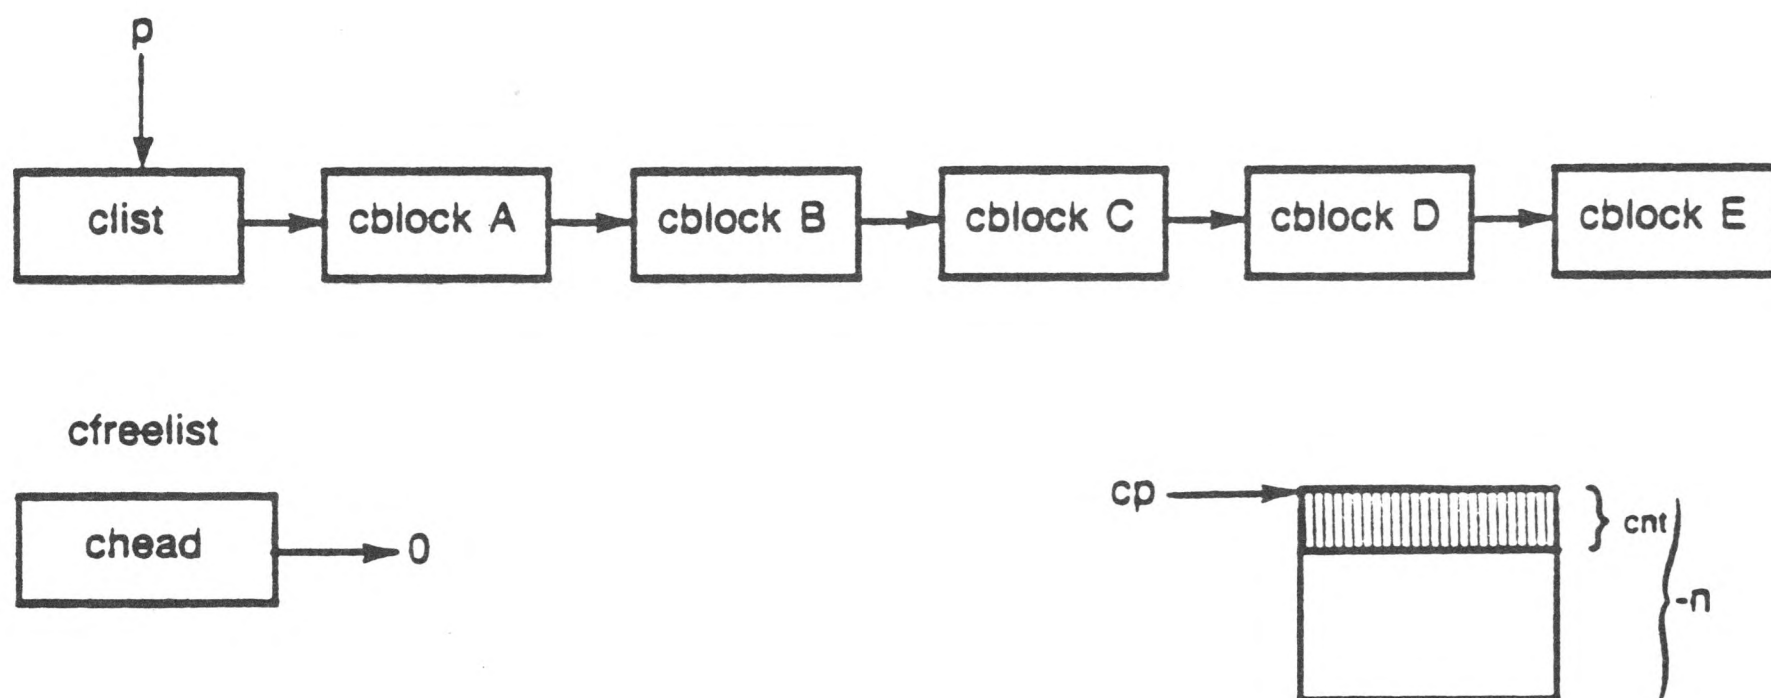 p
clist cblock A cblock B cblock C cblock D cblock E
cfreelist
chead 0
cp cnt
-n